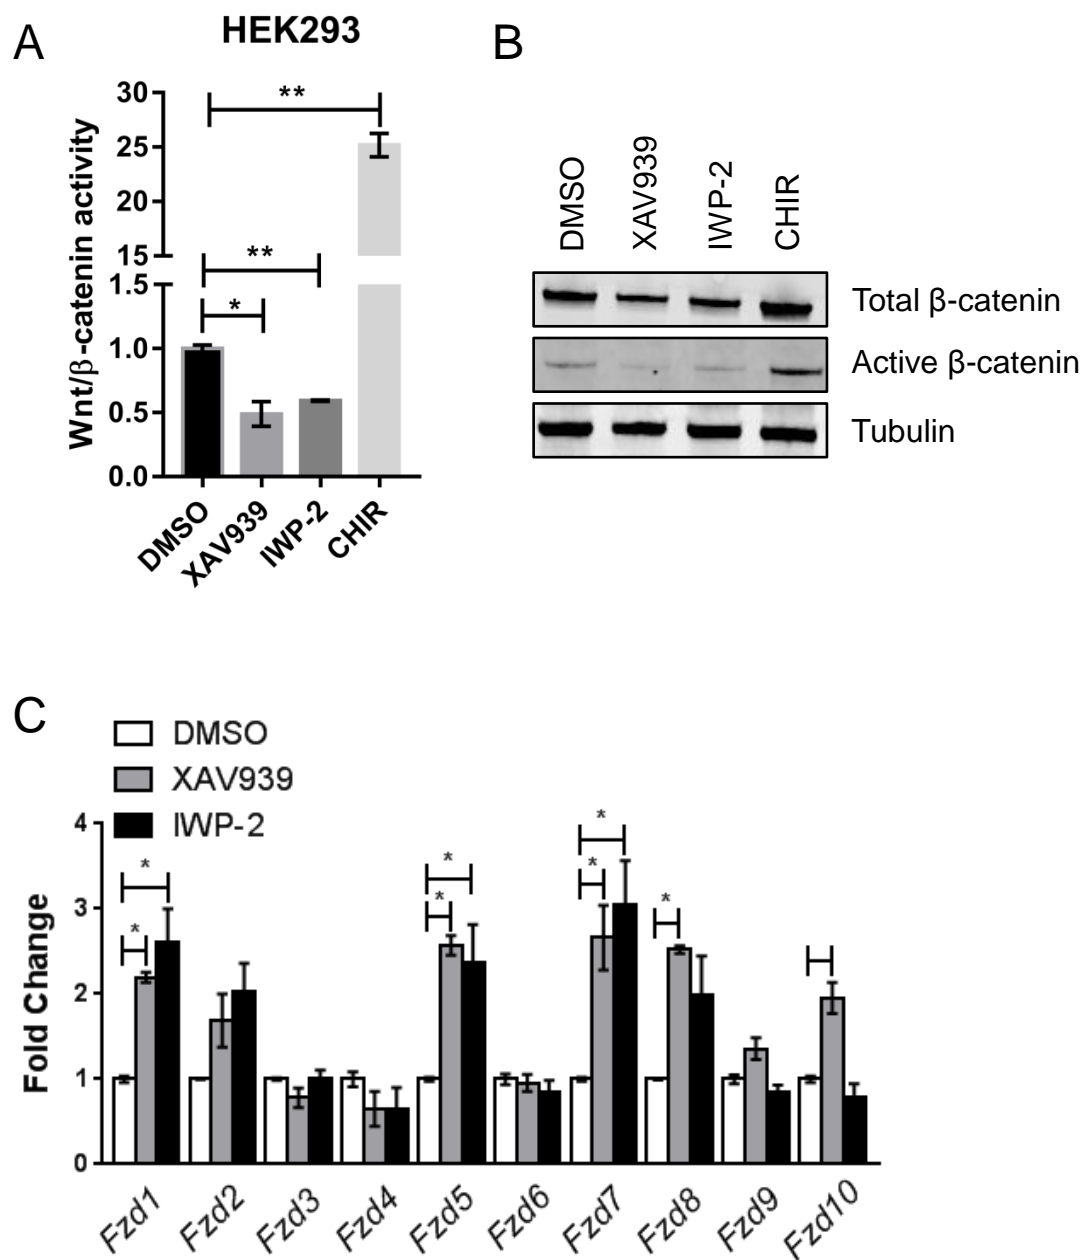 A
HEK293
**
30
25
20
15
**
1.5
*
1.0
0.5
0.0
Wnt/β-catenin activity
DMSO
XAV939
IWP-2
CHIR
B
DMSO
XAV939
IWP-2
CHIR
Total β-catenin
Active β-catenin
Tubulin
C
DMSO
XAV939
IWP-2
4
3
2
1
0
Fold Change
*
*
*
*
*
*
*
Fzd1
Fzd2
Fzd3
Fzd4
Fzd5
Fzd6
Fzd7
Fzd8
Fzd9
Fzd10